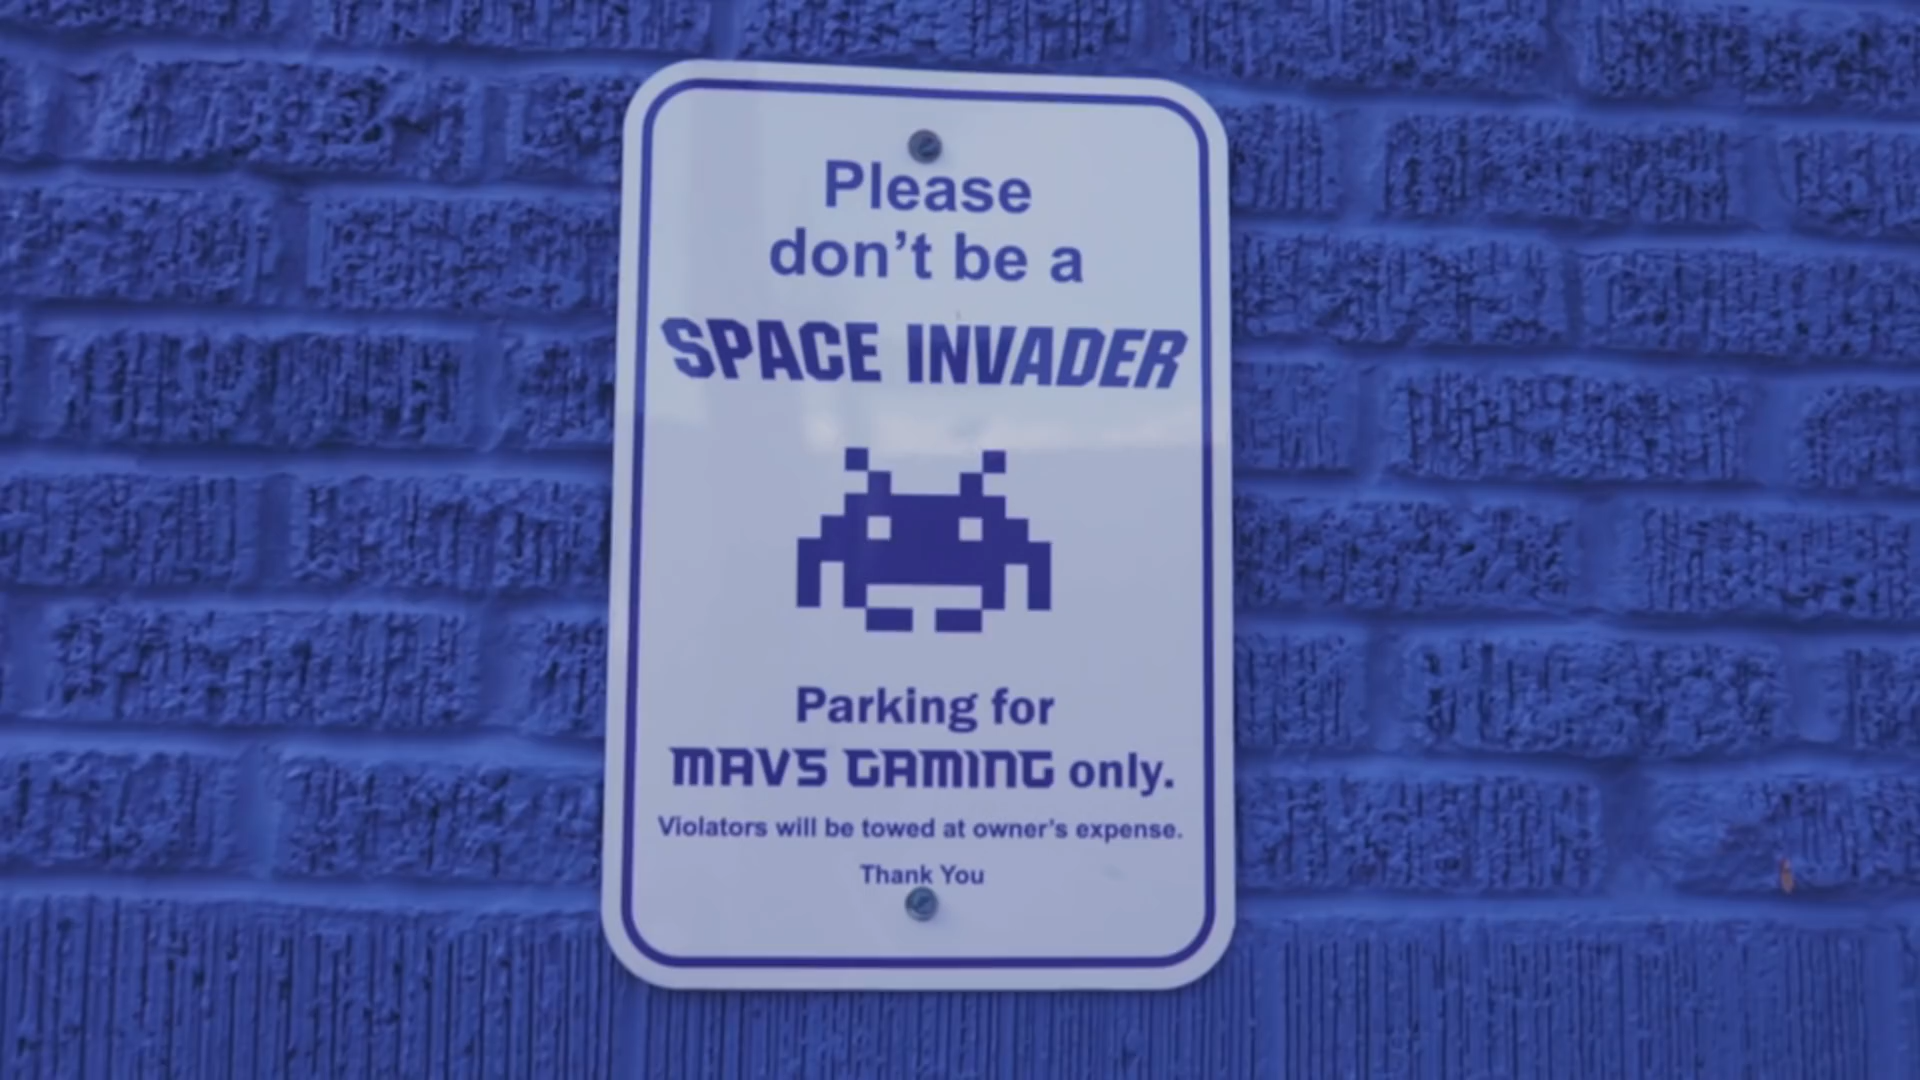 Please
don't be a
SPACE INVADER
Parking for
MAVS GAMING only.
Violators will be towed at owner's expense.
Thank You